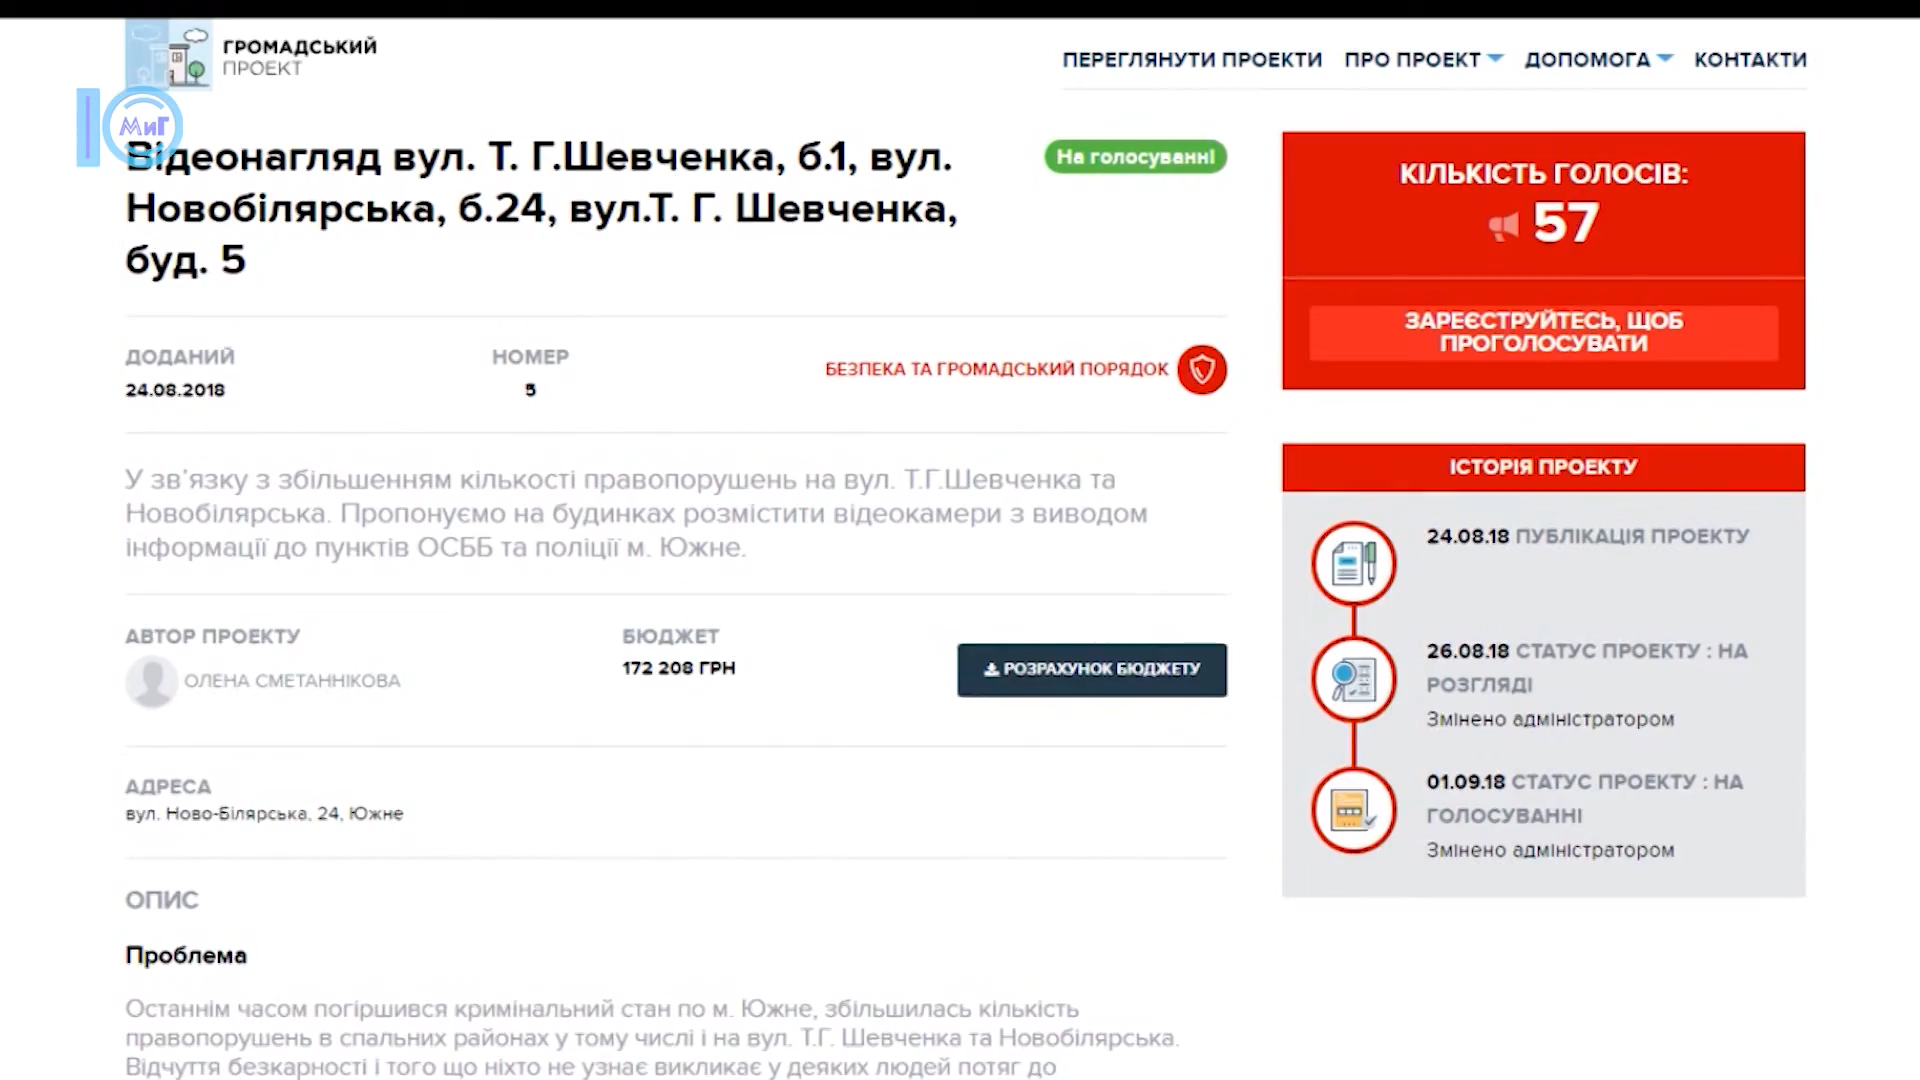 ГРОМАДСЬКИЙ
ПРОЕКТ
ПЕРЕГЛЯНУТИ ПРОЕКТИ ПРО ПРОЕКТ ДОПОМОГА КОНТАКТИ
МиГ
Відеонагляд вул. Т. Г.Шевченка, б.1, вул.
Новобілярська, б.24, вул.Т. Г. Шевченка,
буд. 5
На голосуванні
ДОДАНИЙ
24.08.2018
НОМЕР
5
БЕЗПЕКА ТА ГРОМАДСЬКИЙ ПОРЯДОК
У зв'язку з збільшенням кількості правопорушень на вул. Т.Г.Шевченка та
Новобілярська. Пропонуємо на будинках розмістити відеокамери з виводом
інформації до пунктів ОСББ та поліції м. Южне.
АВТОР ПРОЕКТУ
ОЛЕНА СМЕТАННІКОВА
БЮДЖЕТ
172 208 ГРН
РОЗРАХУНОК БЮДЖЕТУ
АДРЕСА
вул. Ново-Білярська, 24, Южне
ОПИС
Проблема
Останнім часом погіршився кримінальний стан по м. Южне, збільшилась кількість
правопорушень в спальних районах у тому числі і на вул. Т.Г. Шевченка та Новобілярська.
Відчуття безкарності і того що ніхто не узнає викликає у деяких людей потяг до
КІЛЬКІСТЬ ГОЛОСІВ:
57
ЗАРЕЄСТРУЙТЕСЬ, ЩОБ
ПРОГОЛОСУВАТИ
ІСТОРІЯ ПРОЕКТУ
24.08.18 ПУБЛІКАЦІЯ ПРОЕКТУ
26.08.18 СТАТУС ПРОЕКТУ : НА
РОЗГЛЯДІ
Змінено адміністратором
01.09.18 СТАТУС ПРОЕКТУ : НА
ГОЛОСУВАННІ
Змінено адміністратором